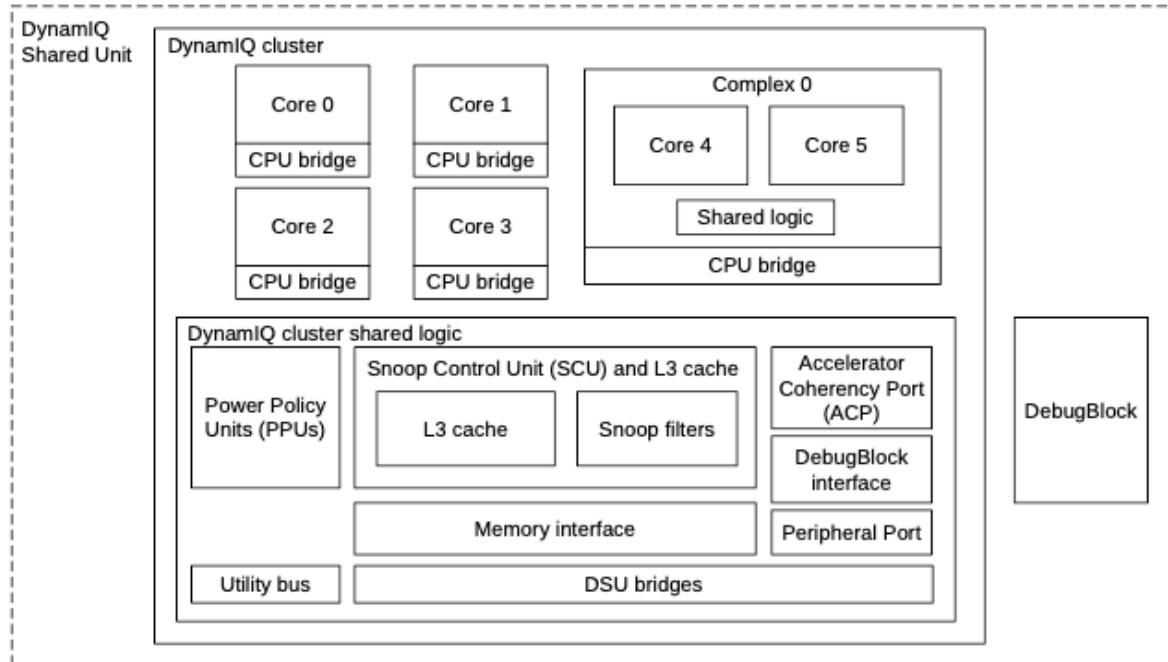 DynamIQ
Shared Unit
DynamIQ cluster
Core 0
CPU bridge
Core 1
CPU bridge
Core 2
CPU bridge
Core 3
CPU bridge
Complex 0
Core 4
Core 5
Shared logic
CPU bridge
DynamIQ cluster shared logic
Power Policy
Units (PPUs)
Snoop Control Unit (SCU) and L3 cache
L3 cache
Snoop filters
Accelerator
Coherency Port
(ACP)
DebugBlock
interface
Memory interface
Peripheral Port
Utility bus
DSU bridges
DebugBlock